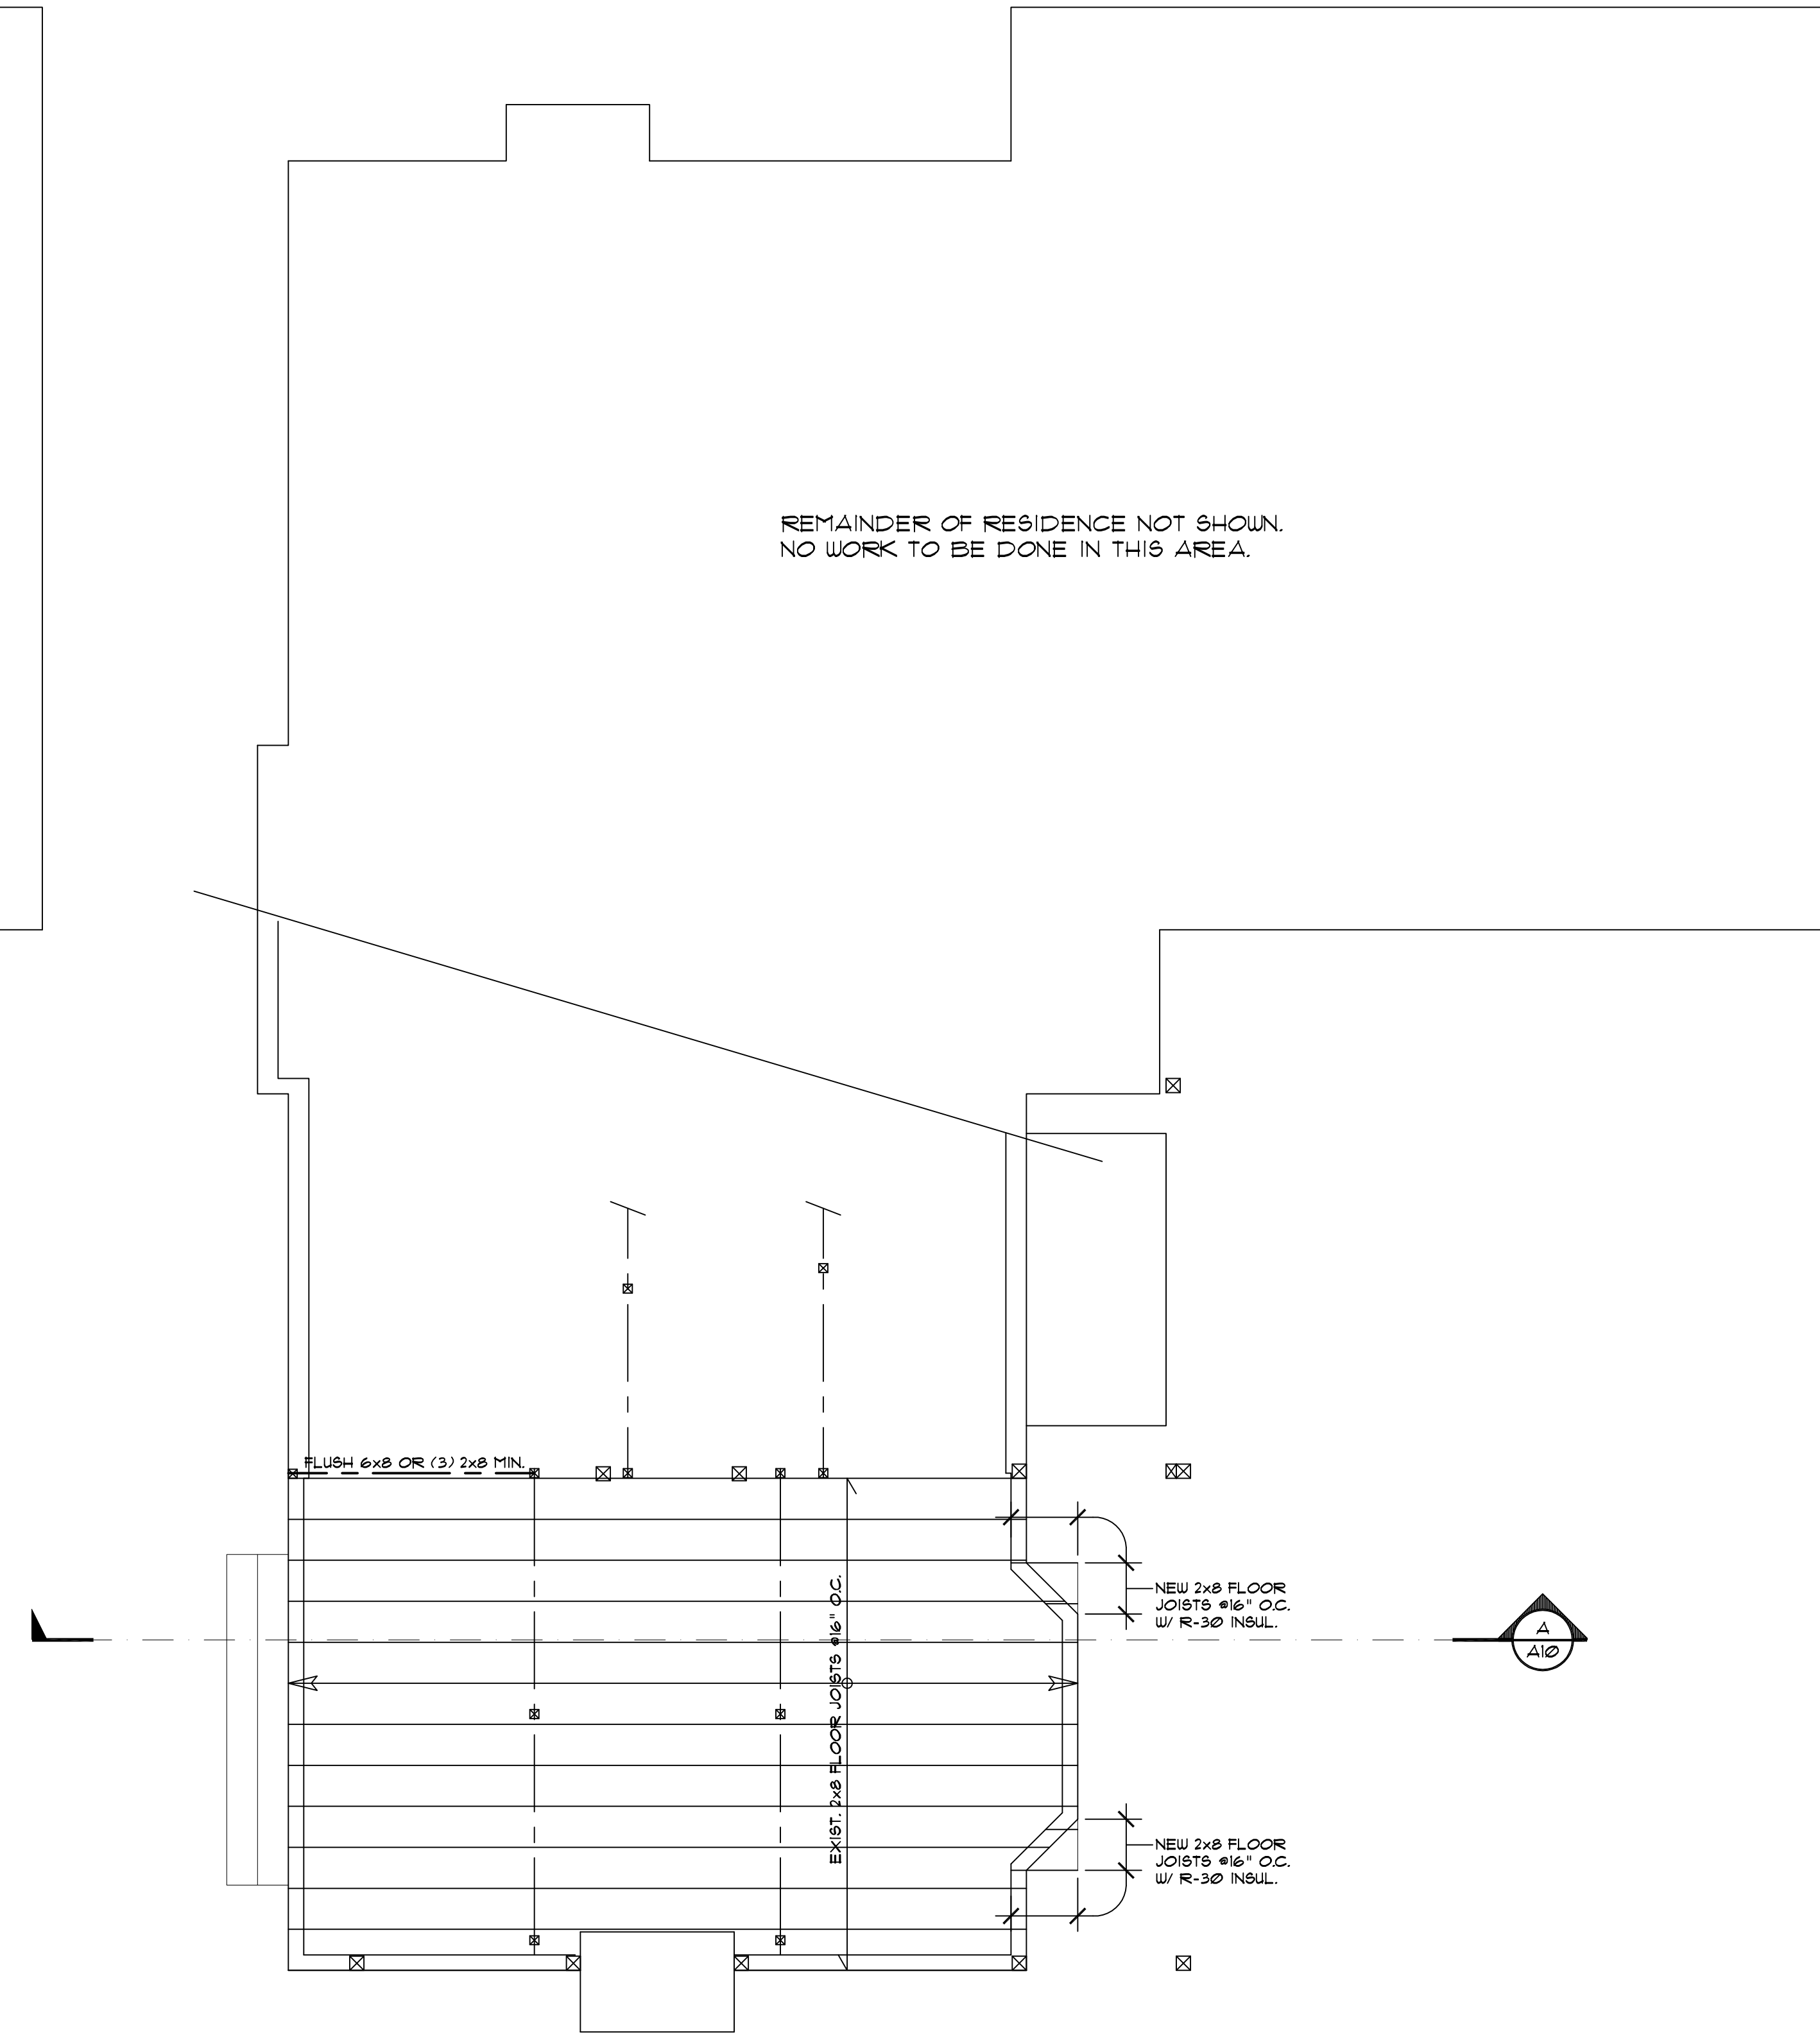 REMAINDER OF RESIDENCE NOT SHOWN.
NO WORK TO BE DONE IN THIS AREA.
FLUSH 6x8 OR (3) 2x8 MIN.
EXIST. 2x8 FLOOR JOISTS @16" O.C.
NEW 2x8 FLOOR
JOISTS @16" O.C.
W/ R-30 INSUL.
A
A10
NEW 2x8 FLOOR
JOISTS @16" O.C.
W/ R-30 INSUL.